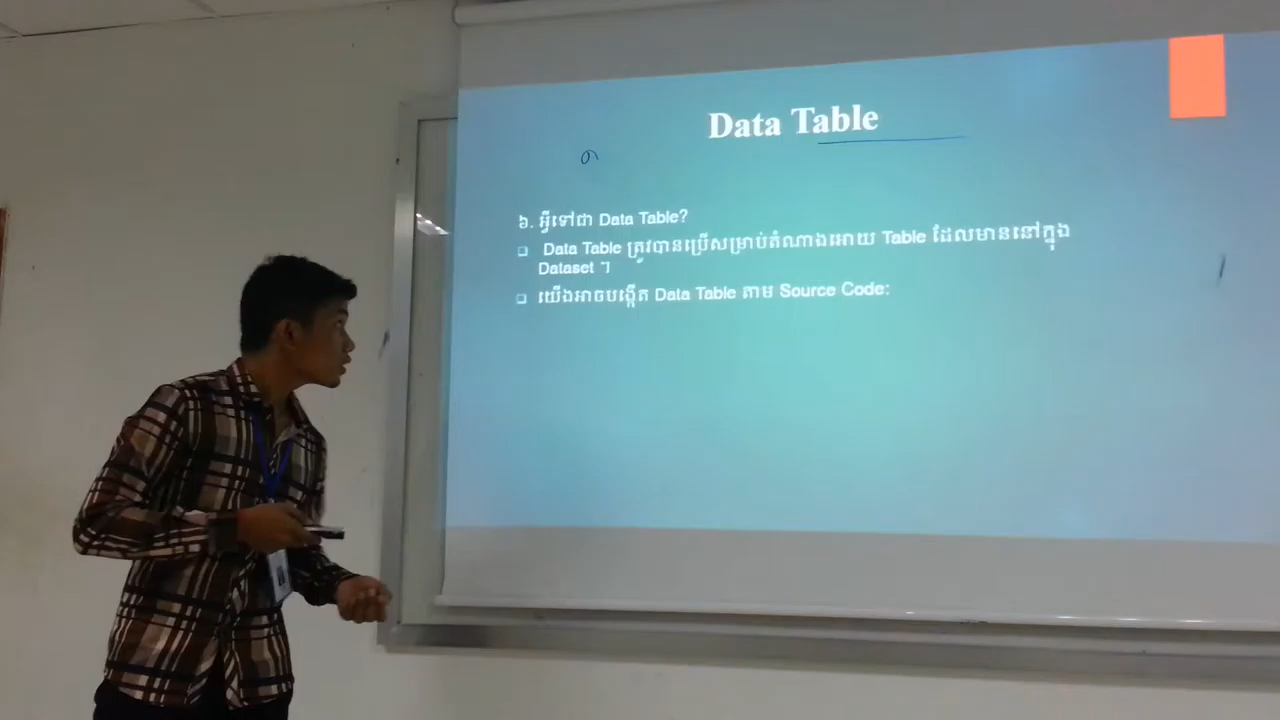 Data Table
៦. អ្វីទៅជា Data Table?
Data Table ត្រូវបានប្រើសម្រាប់តំណាងអោយ Table ដែលមាននៅក្នុង
Dataset ។
យើងអាចបង្កើត Data Table តាម Source Code: